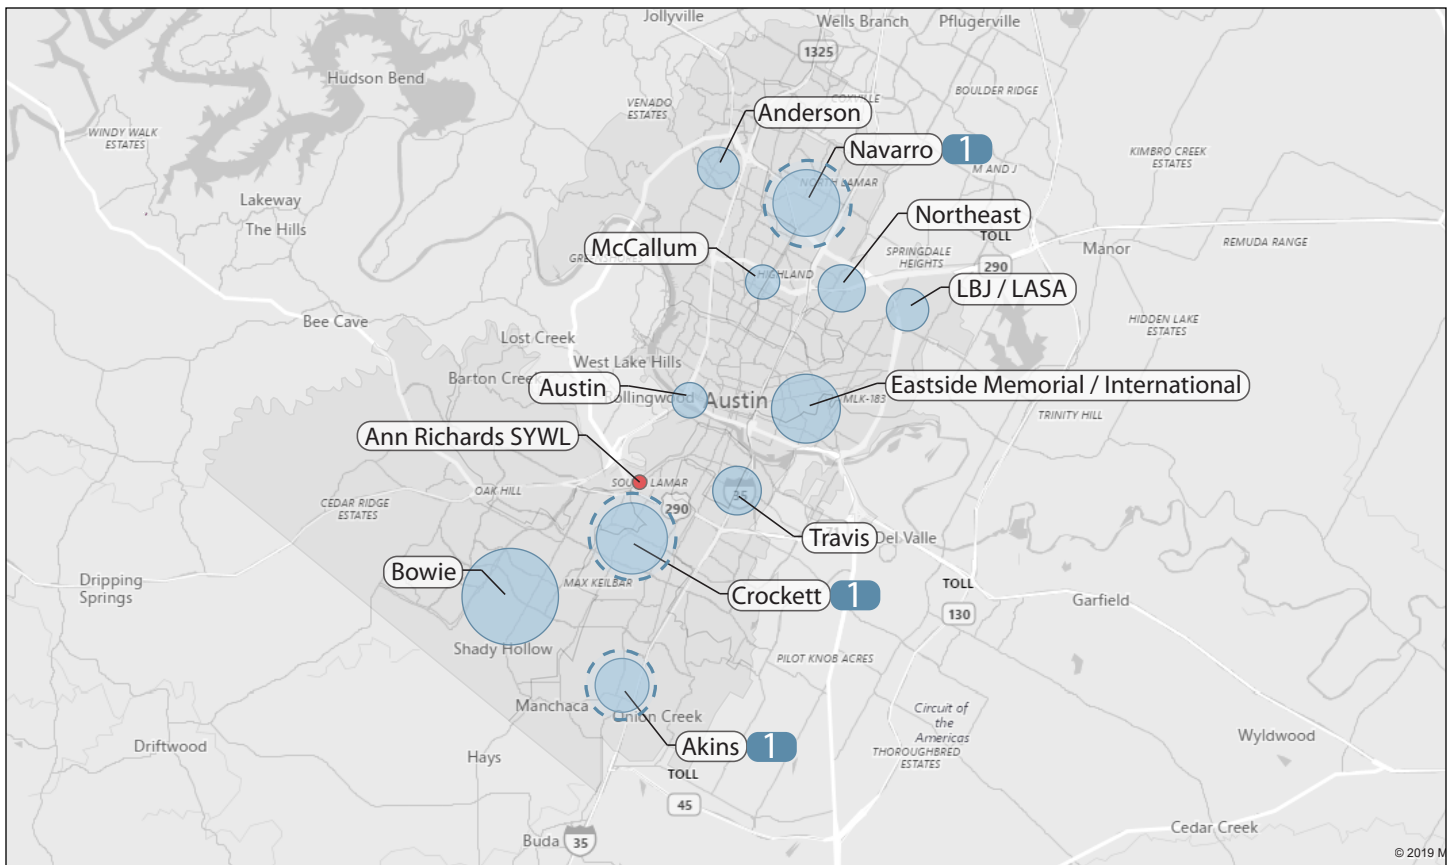 Jollyville
Wells Branch
Pflugerville
1325
Hudson Bend
VENADO
ESTATES
BOULDER RIDGE
Anderson
WINDY WALK
ESTATES
Navarro 1
KIMBRO CREEK
ESTATES
M AND J
NORTH LAMAR
Lakeway
The Hills
Northeast
TOLL
McCallum
Manor
REMUDA RANGE
SPRINGDALE
HEIGHTS
290
HIGHLAND
LBJ / LASA
Bee Cave
HIDDEN LAKE
ESTATES
Lost Creek
West Lake Hills
Barton Creek
Austin
Rollingwood
Austin
Eastside Memorial / International
MLK-183
TRINITY HILL
Ann Richards SYWL
SOUTH LAMAR
OAK HILL
CEDAR RIDGE
ESTATES
290
35
Travis
71
Del Valle
Bowie
MAX KEILBAR
Dripping
Springs
Crockett 1
TOLL
130
Garfield
Shady Hollow
PILOT KNOB ACRES
Manchaca
Onion Creek
Circuit of
the
Americas
Driftwood
Akins 1
Hays
THOROUGHBRED
ESTATES
Wyldwood
TOLL
45
Buda
35
Cedar Creek
© 2019 M